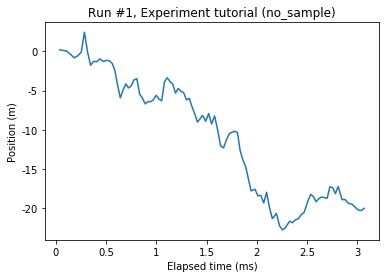 Run #1, Experiment tutorial (no_sample)
Position (m)
0
-5
-10
-15
-20
0 0.5 1 1.5 2 2.5 3
Elapsed time (ms)